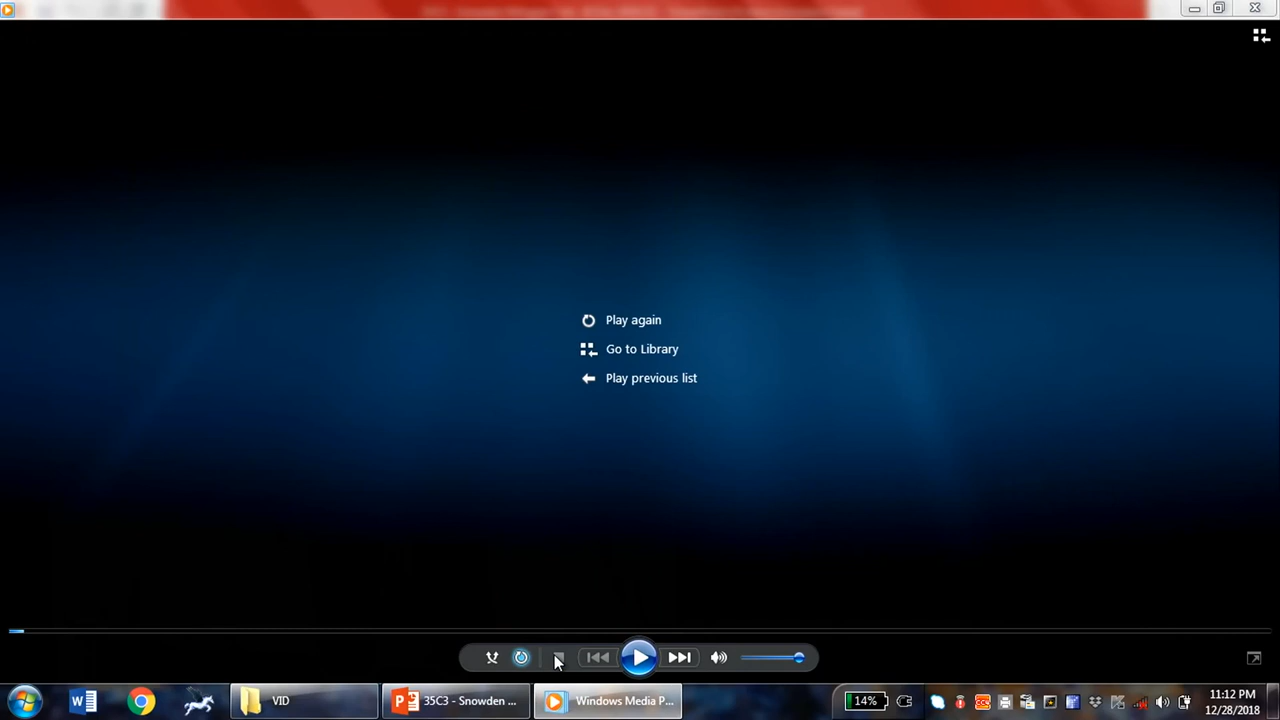 Play again
Go to Library
Play previous list
VID
35C3 - Snowden ...
Windows Media P...
14%
11:12 PM
12/28/2018